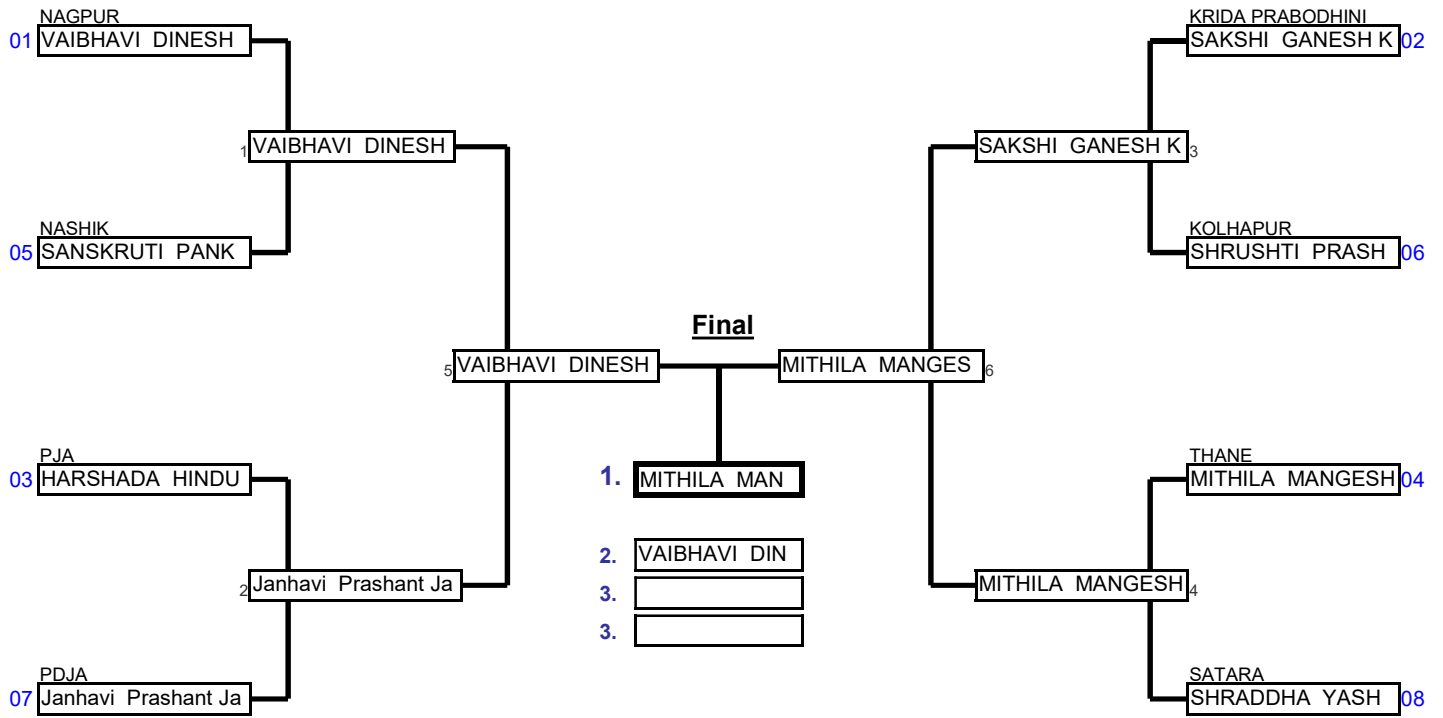 NAGPUR
01 VAIBHAVI DINESH
KRIDA PRABODHINI
SAKSHI GANESH K 02
1 VAIBHAVI DINESH
SAKSHI GANESH K 3
NASHIK
05 SANSKRUTI PANK
KOLHAPUR
SHRUSHTI PRASH 06
Final
5 VAIBHAVI DINESH
MITHILA MANGES 6
PJA
03 HARSHADA HINDU
1. MITHILA MAN
THANE
MITHILA MANGESH 04
2. VAIBHAVI DIN
3.
3.
2 Janhavi Prashant Ja
MITHILA MANGESH 4
PDJA
07 Janhavi Prashant Ja
SATARA
SHRADDHA YASH 08